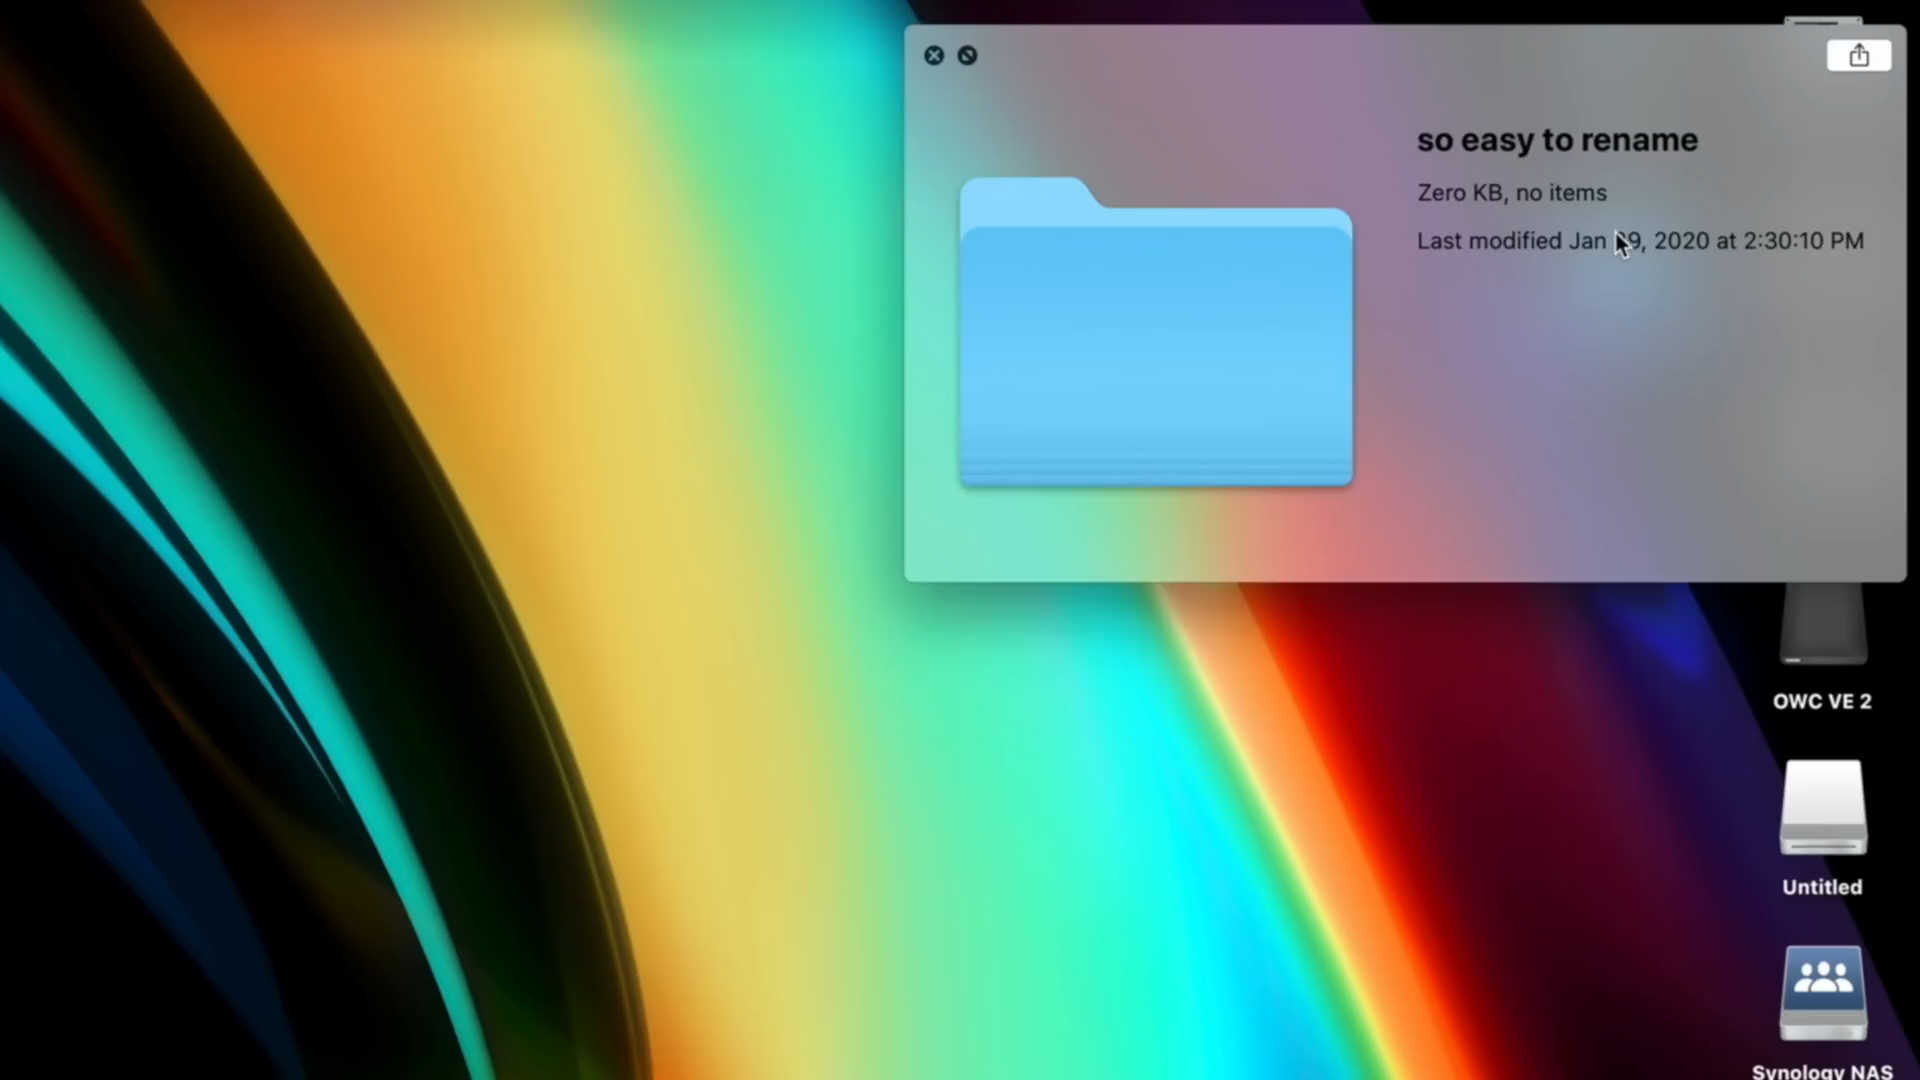 so easy to rename
Zero KB, no items
Last modified Jan 9, 2020 at 2:30:10 PM
OWC VE 2
Untitled
Synology NAS